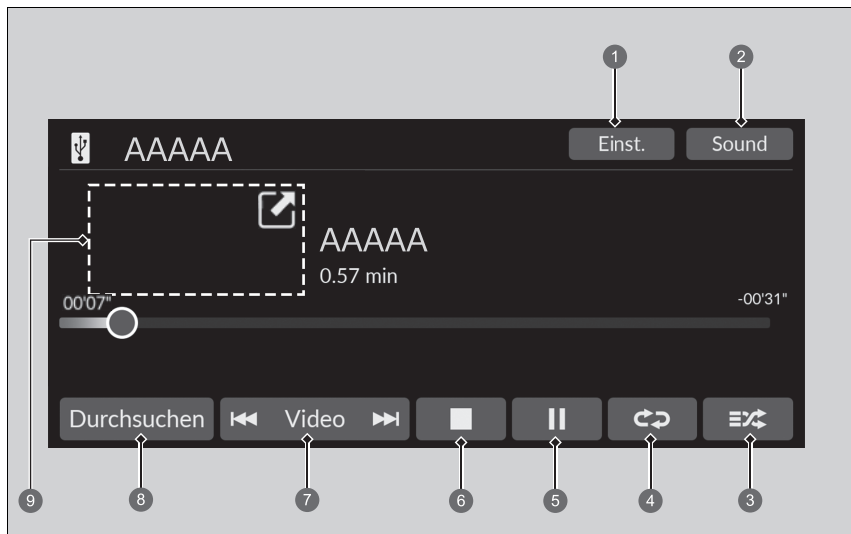 1 2
AAAAA Einst. Sound
AAAAA
0.57 min
00'07" -00'31"
Durchsuchen Video
9 8 7 6 5 4 3